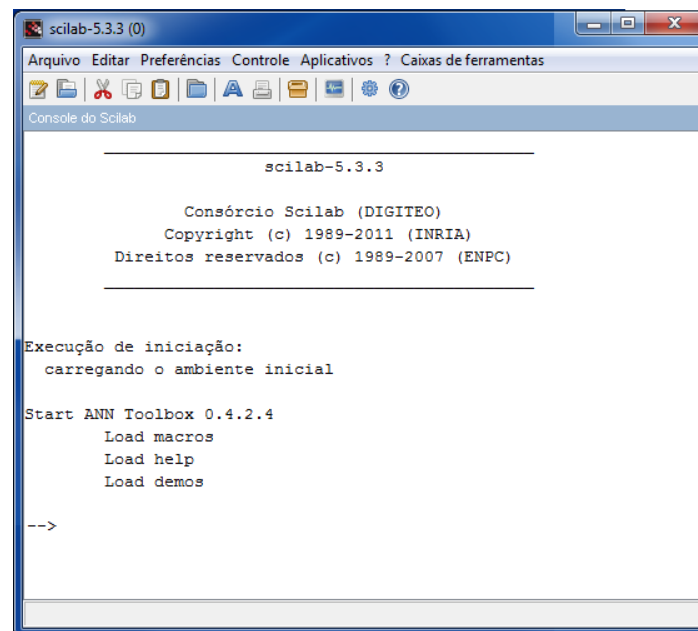 scilab-5.3.3 (0)
Arquivo Editar Preferências Controle Aplicativos ? Caixas de ferramentas
Console do Scilab
scilab-5.3.3
Consórcio Scilab (DIGITEO)
Copyright (c) 1989-2011 (INRIA)
Direitos reservados (c) 1989-2007 (ENPC)
Execução de iniciação:
carregando o ambiente inicial
Start ANN Toolbox 0.4.2.4
Load macros
Load help
Load demos
-->